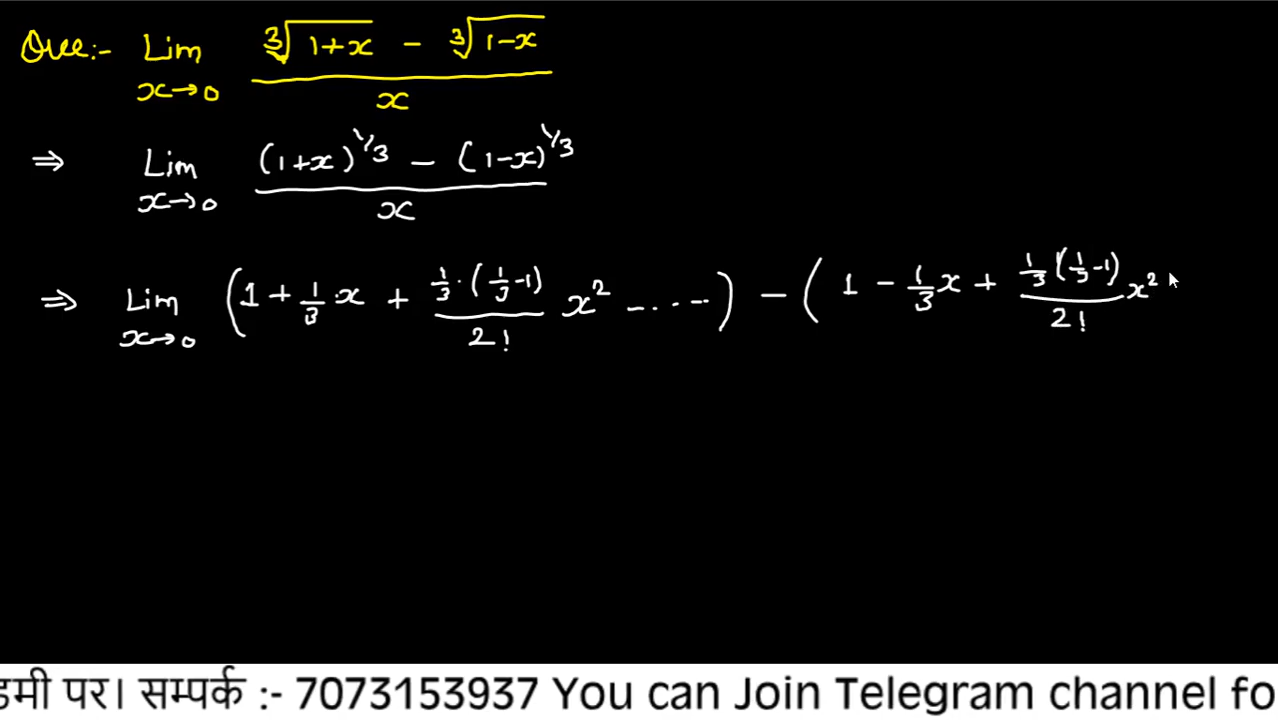 Que:- Lim x→0 (∛(1+x) - ∛(1-x)) / x
⇒ Lim x→0 ((1+x)^1/3 - (1-x)^1/3) / x
⇒ Lim x→0 (1 + 1/3 x + (1/3·(1/3-1))/2! x² -....-) - (1 - 1/3 x + (1/3(1/3-1))/2! x²
डमी पर। सम्पर्क :- 7073153937 You can Join Telegram channel fo